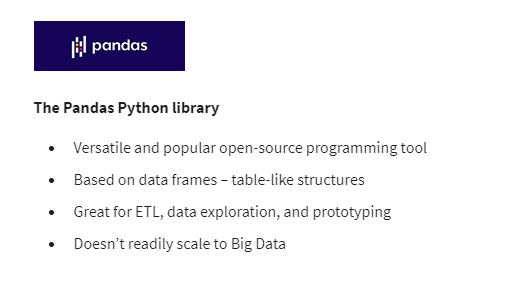 pandas
The Pandas Python library
• Versatile and popular open-source programming tool
• Based on data frames – table-like structures
• Great for ETL, data exploration, and prototyping
• Doesn’t readily scale to Big Data